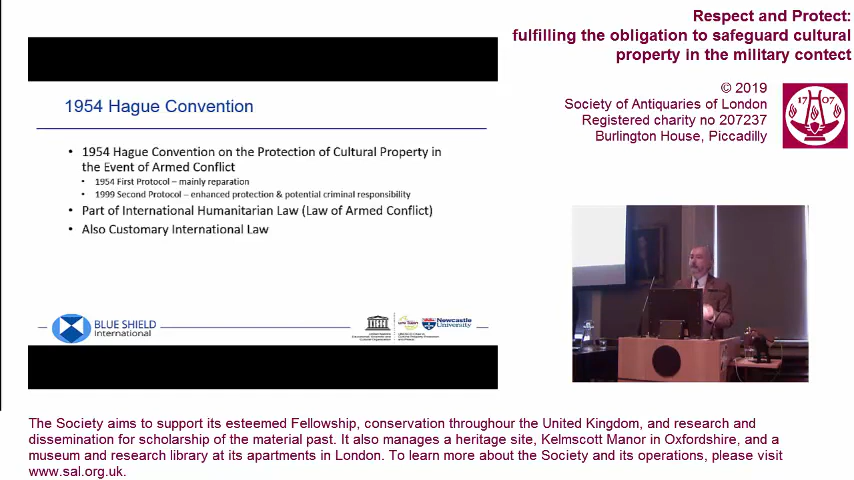 Respect and Protect:
fulfilling the obligation to safeguard cultural
property in the military contect
© 2019
Society of Antiquaries of London
Registered charity no 207237
Burlington House, Piccadilly
17 07
1954 Hague Convention
• 1954 Hague Convention on the Protection of Cultural Property in
the Event of Armed Conflict
• 1954 First Protocol – mainly reparation
• 1999 Second Protocol – enhanced protection & potential criminal responsibility
• Part of International Humanitarian Law (Law of Armed Conflict)
• Also Customary International Law
BLUE SHIELD
International
Newcastle
University
The Society aims to support its esteemed Fellowship, conservation throughour the United Kingdom, and research and
dissemination for scholarship of the material past. It also manages a heritage site, Kelmscott Manor in Oxfordshire, and a
museum and research library at its apartments in London. To learn more about the Society and its operations, please visit
www.sal.org.uk.